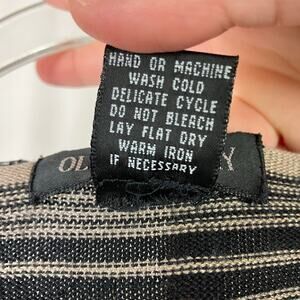 HAND OR MACHINE
WASH COLD
DELICATE CYCLE
DO NOT BLEACH
LAY FLAT DRY
WARM IRON
IF NECESSARY